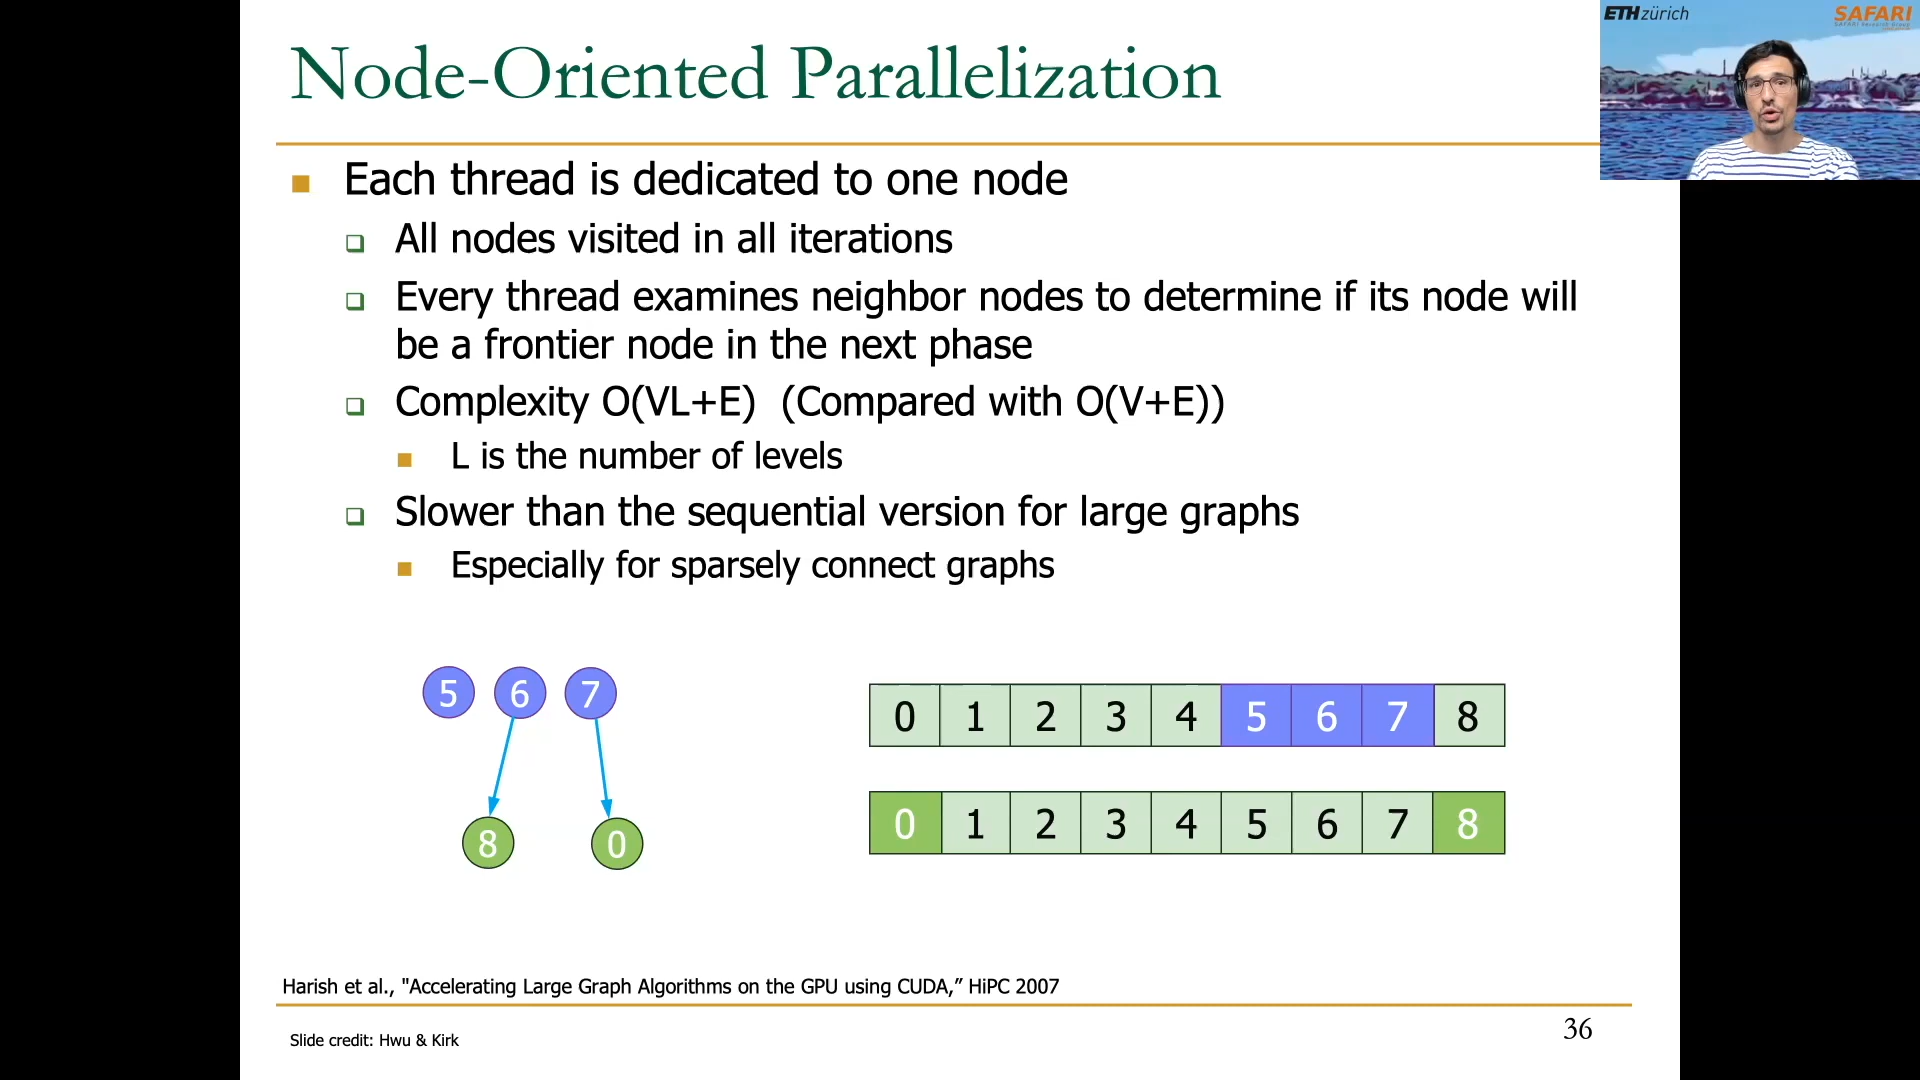 Node-Oriented Parallelization
ETH zürich
SAFARI
Each thread is dedicated to one node
All nodes visited in all iterations
Every thread examines neighbor nodes to determine if its node will
be a frontier node in the next phase
Complexity O(VL+E) (Compared with O(V+E))
L is the number of levels
Slower than the sequential version for large graphs
Especially for sparsely connect graphs
5 6 7
8 0
0 1 2 3 4 5 6 7 8
0 1 2 3 4 5 6 7 8
Harish et al., "Accelerating Large Graph Algorithms on the GPU using CUDA,” HiPC 2007
Slide credit: Hwu & Kirk
36